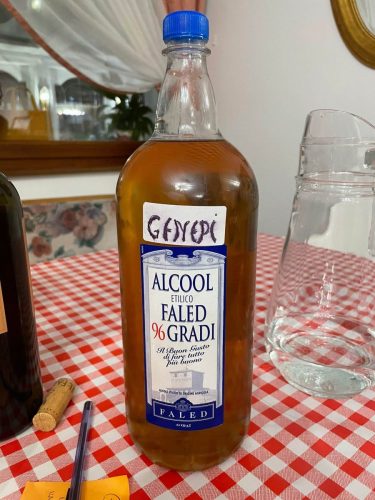 GENEPI
ALCOOL
ETILICO
FALED
96 GRADI
Il Buon Gusto
di fare tutto
più buono
FALED